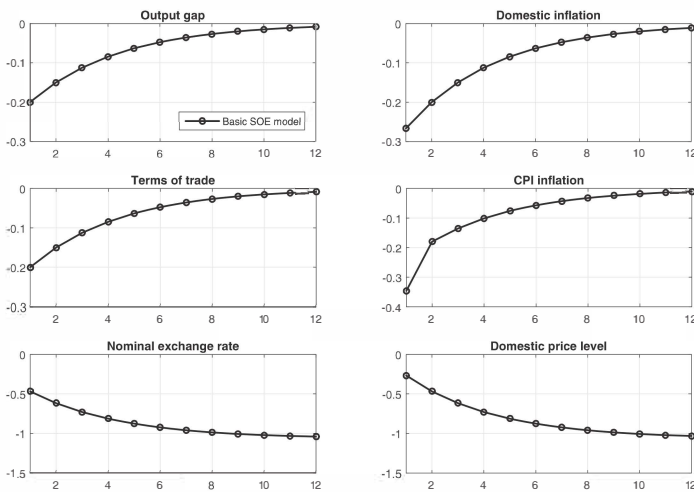 Output gap
0
-0.1
-0.2
-0.3
2 4 6 8 10 12
Basic SOE model
Domestic inflation
0
-0.1
-0.2
-0.3
2 4 6 8 10 12
Terms of trade
0
-0.1
-0.2
-0.3
2 4 6 8 10 12
CPI inflation
0
-0.1
-0.2
-0.3
-0.4
2 4 6 8 10 12
Nominal exchange rate
0
-0.5
-1
-1.5
2 4 6 8 10 12
Domestic price level
0
-0.5
-1
-1.5
2 4 6 8 10 12